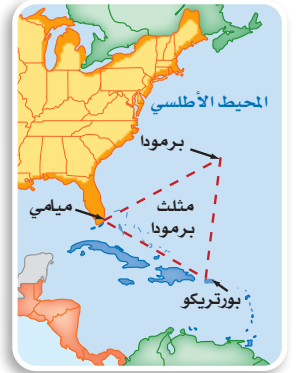 المحيط الأطلسي
برمودا
ميامي
مثلث
برمودا
بورتريكو